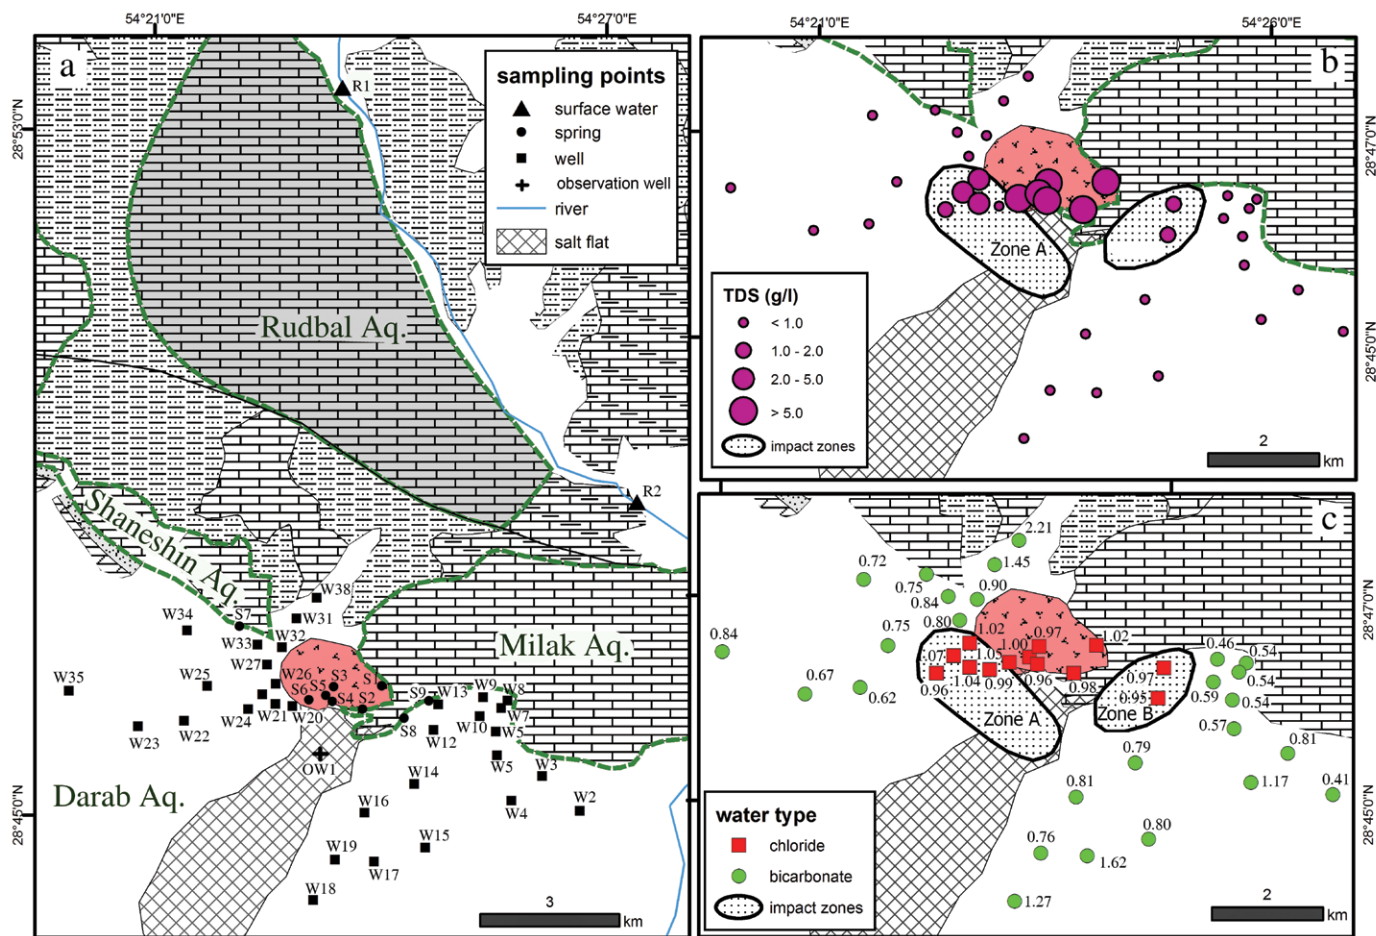 54°21'0"E
54°27'0"E
54°21'0"E
54°26'0"E
a
sampling points
surface water
spring
well
observation well
river
salt flat
R1
28°53'0"N
Rudbal Aq.
R2
Shaneshin Aq.
Milak Aq.
Darab Aq.
W38
W31
W34
S7
W33
W32
W27
W35
W25
W26
S3
S1
S5
S6
S4
S2
S9
W13
W9
W8
W24
W21
W20
W10
W7
W23
W22
S8
W12
W5
OW1
W5
W3
W14
W16
W4
W2
W15
W19
W17
W18
28°45'0"N
3
km
b
28°47'0"N
28°45'0"N
Zone A
TDS (g/l)
< 1.0
1.0 - 2.0
2.0 - 5.0
> 5.0
impact zones
2
km
c
2.21
1.45
0.72
0.75
0.90
0.84
0.80
0.75
0.84
1.02
0.97
1.00
1.02
.07
1.05
0.46
0.54
0.67
0.62
0.96
1.04
0.99
0.96
0.98
0.97
0.54
0.95
0.59
0.54
Zone A
Zone B
0.57
0.79
0.81
0.81
1.17
0.41
0.76
0.80
1.62
1.27
28°47'0"N
28°45'0"N
water type
chloride
bicarbonate
impact zones
2
km